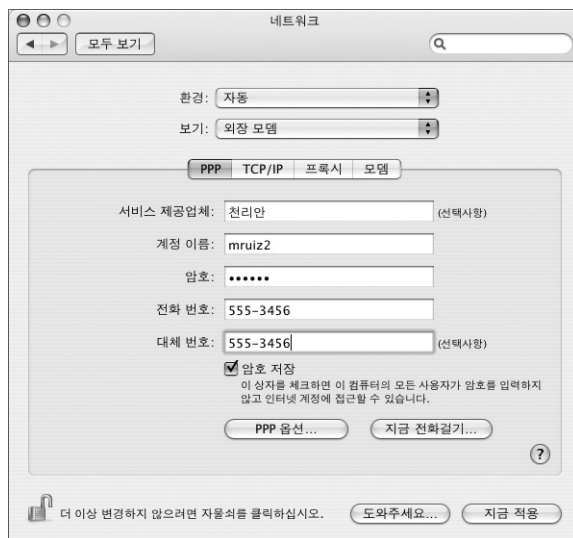 네트워크
모두 보기
환경: 자동
보기: 외장 모뎀
PPP TCP/IP 프록시 모뎀
서비스 제공업체: 천리안 (선택사항)
계정 이름: mruiz2
암호: ••••••
전화 번호: 555-3456
대체 번호: 555-3456 (선택사항)
암호 저장
이 상자를 체크하면 이 컴퓨터의 모든 사용자가 암호를 입력하지
않고 인터넷 계정에 접근할 수 있습니다.
PPP 옵션... 지금 전화걸기...
?
더 이상 변경하지 않으려면 자물쇠를 클릭하십시오. 도와주세요... 지금 적용